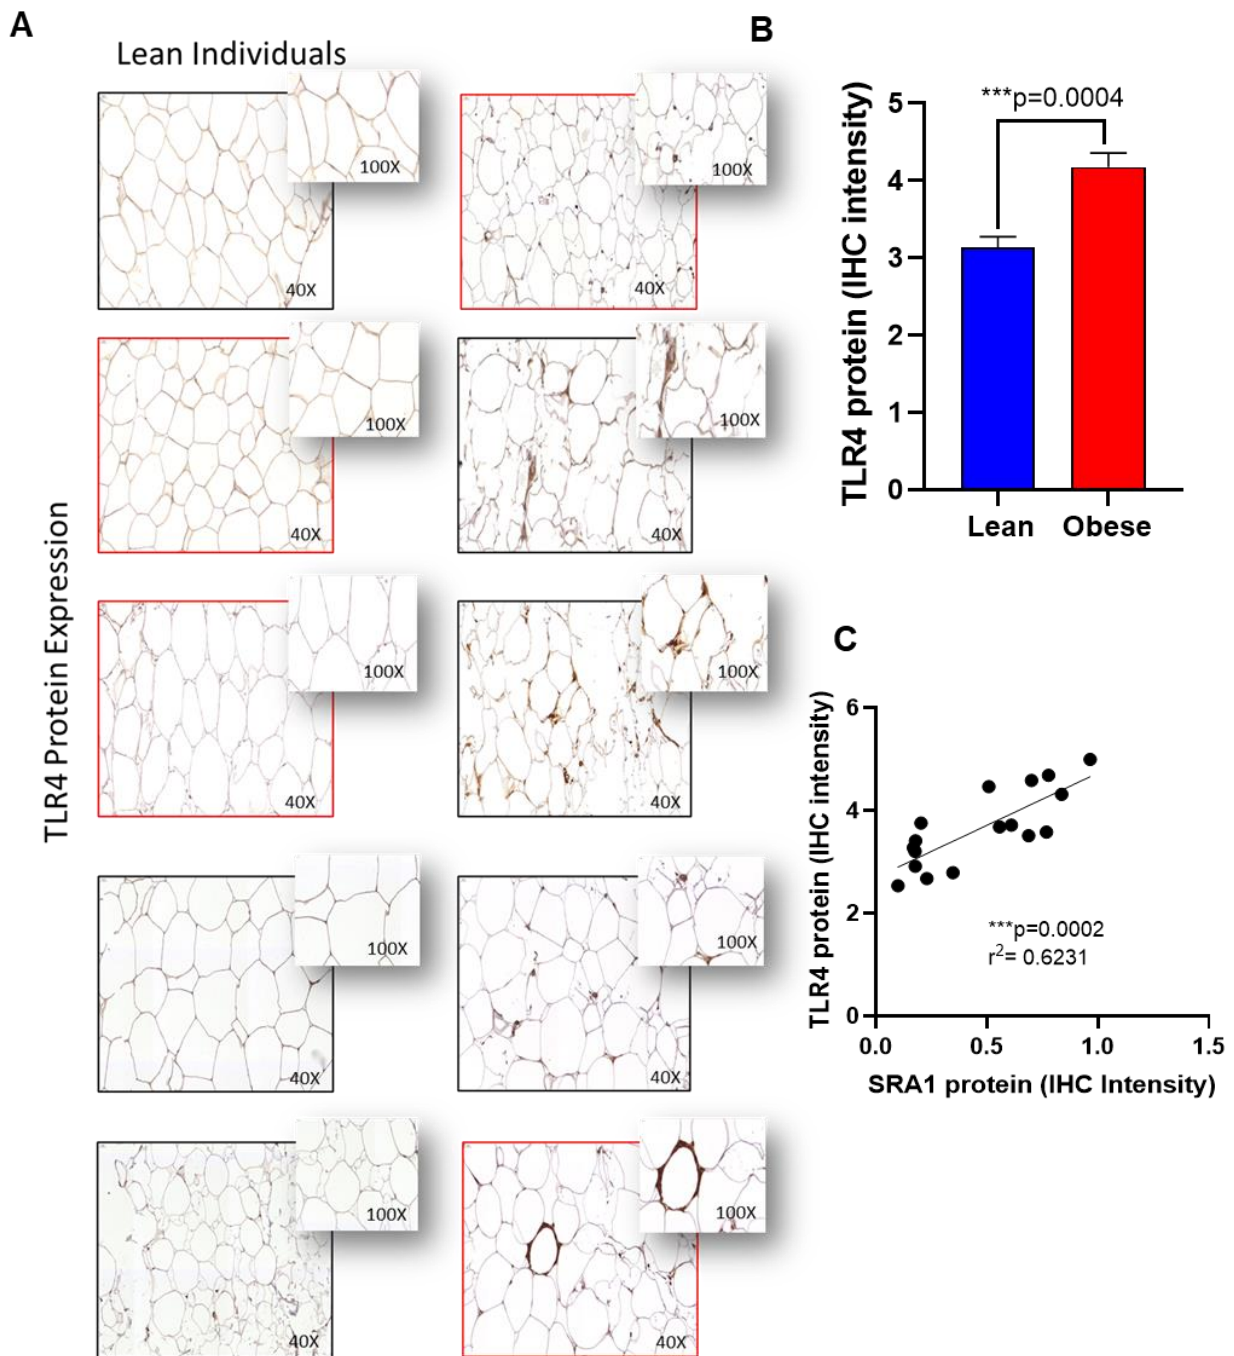 A
Lean Individuals
TLR4 Protein Expression
100X
40X
100X
40X
100X
40X
100X
40X
100X
40X
100X
40X
100X
40X
100X
40X
100X
40X
100X
40X
B
***p=0.0004
TLR4 protein (IHC intensity)
5
4
3
2
1
0
Lean
Obese
C
TLR4 protein (IHC intensity)
6
4
2
0
***p=0.0002
r²= 0.6231
0.0
0.5
1.0
1.5
SRA1 protein (IHC Intensity)